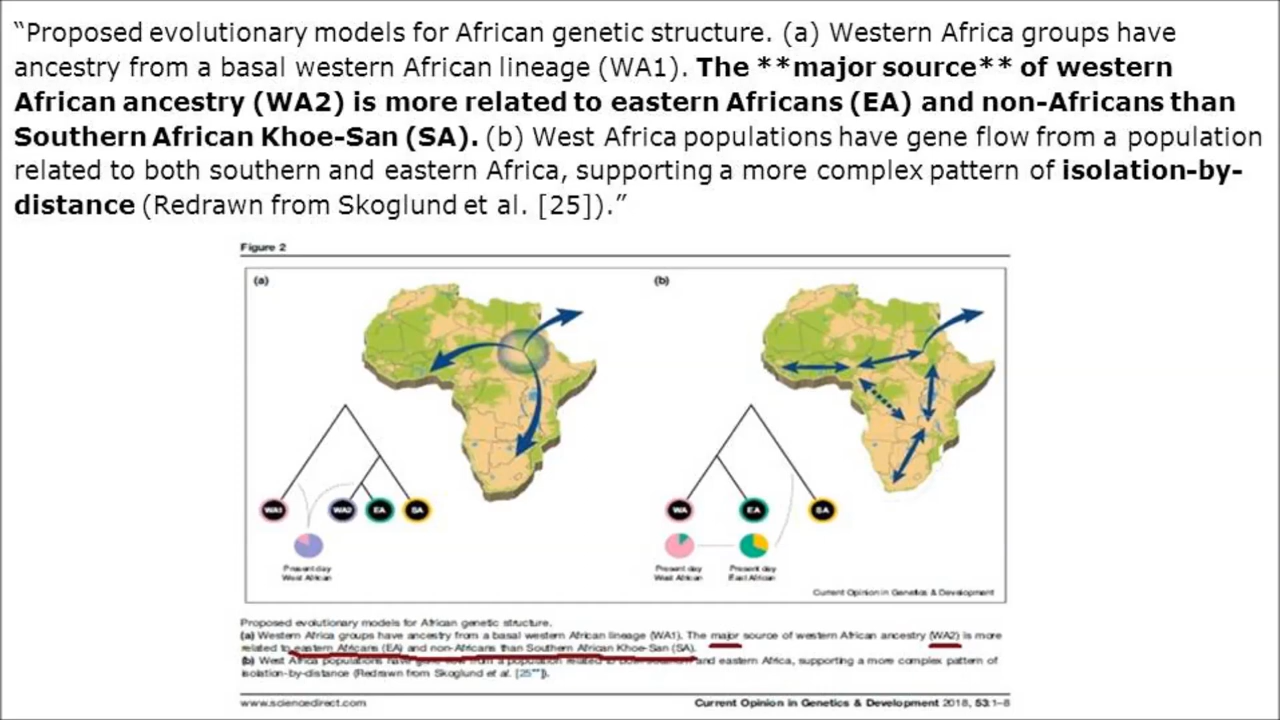 “Proposed evolutionary models for African genetic structure. (a) Western Africa groups have
ancestry from a basal western African lineage (WA1). The **major source** of western
African ancestry (WA2) is more related to eastern Africans (EA) and non-Africans than
Southern African Khoe-San (SA). (b) West Africa populations have gene flow from a population
related to both southern and eastern Africa, supporting a more complex pattern of isolation-by-
distance (Redrawn from Skoglund et al. [25]).”
Figure 2
(a)
(b)
WA1
WA2
EA
SA
WA
EA
SA
Present day
West African
Present day
West African
Present day
East African
Current Opinion in Genetics & Development
Proposed evolutionary models for African genetic structure.
(a) Western Africa groups have ancestry from a basal western African lineage (WA1). The major source of western African ancestry (WA2) is more
related to eastern Africans (EA) and non-Africans than Southern African Khoe-San (SA).
(b) West Africa populations have gene flow from a population related to both southern and eastern Africa, supporting a more complex pattern of
isolation-by-distance (Redrawn from Skoglund et al. [25••]).
www.sciencedirect.com
Current Opinion in Genetics & Development 2018, 53:1–8